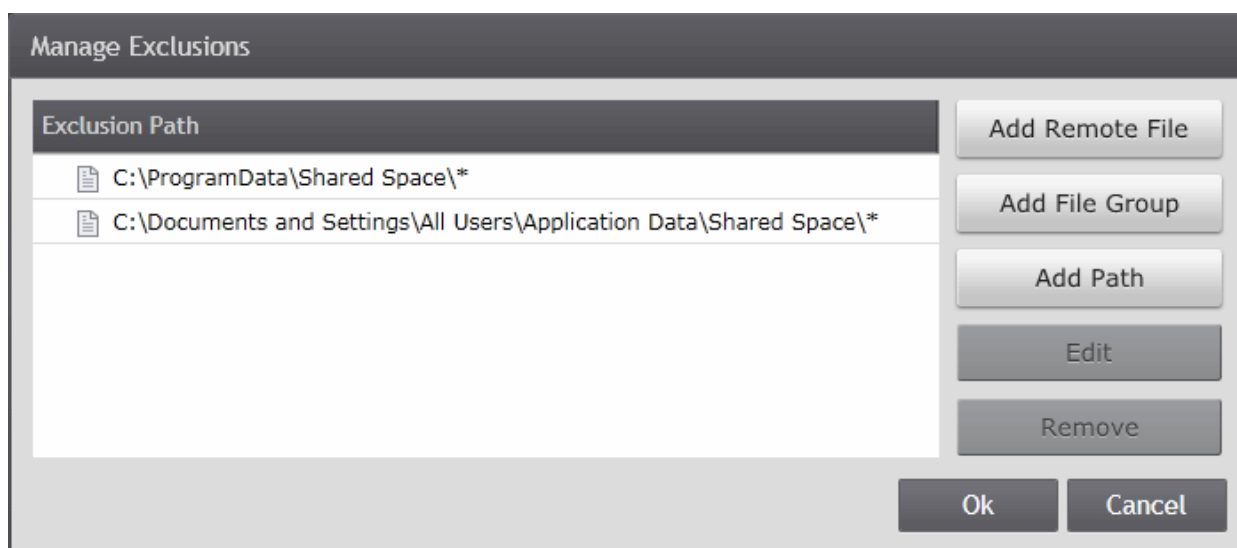 Manage Exclusions
Exclusion Path
C:\ProgramData\Shared Space\*
C:\Documents and Settings\All Users\Application Data\Shared Space\*
Add Remote File
Add File Group
Add Path
Edit
Remove
Ok
Cancel